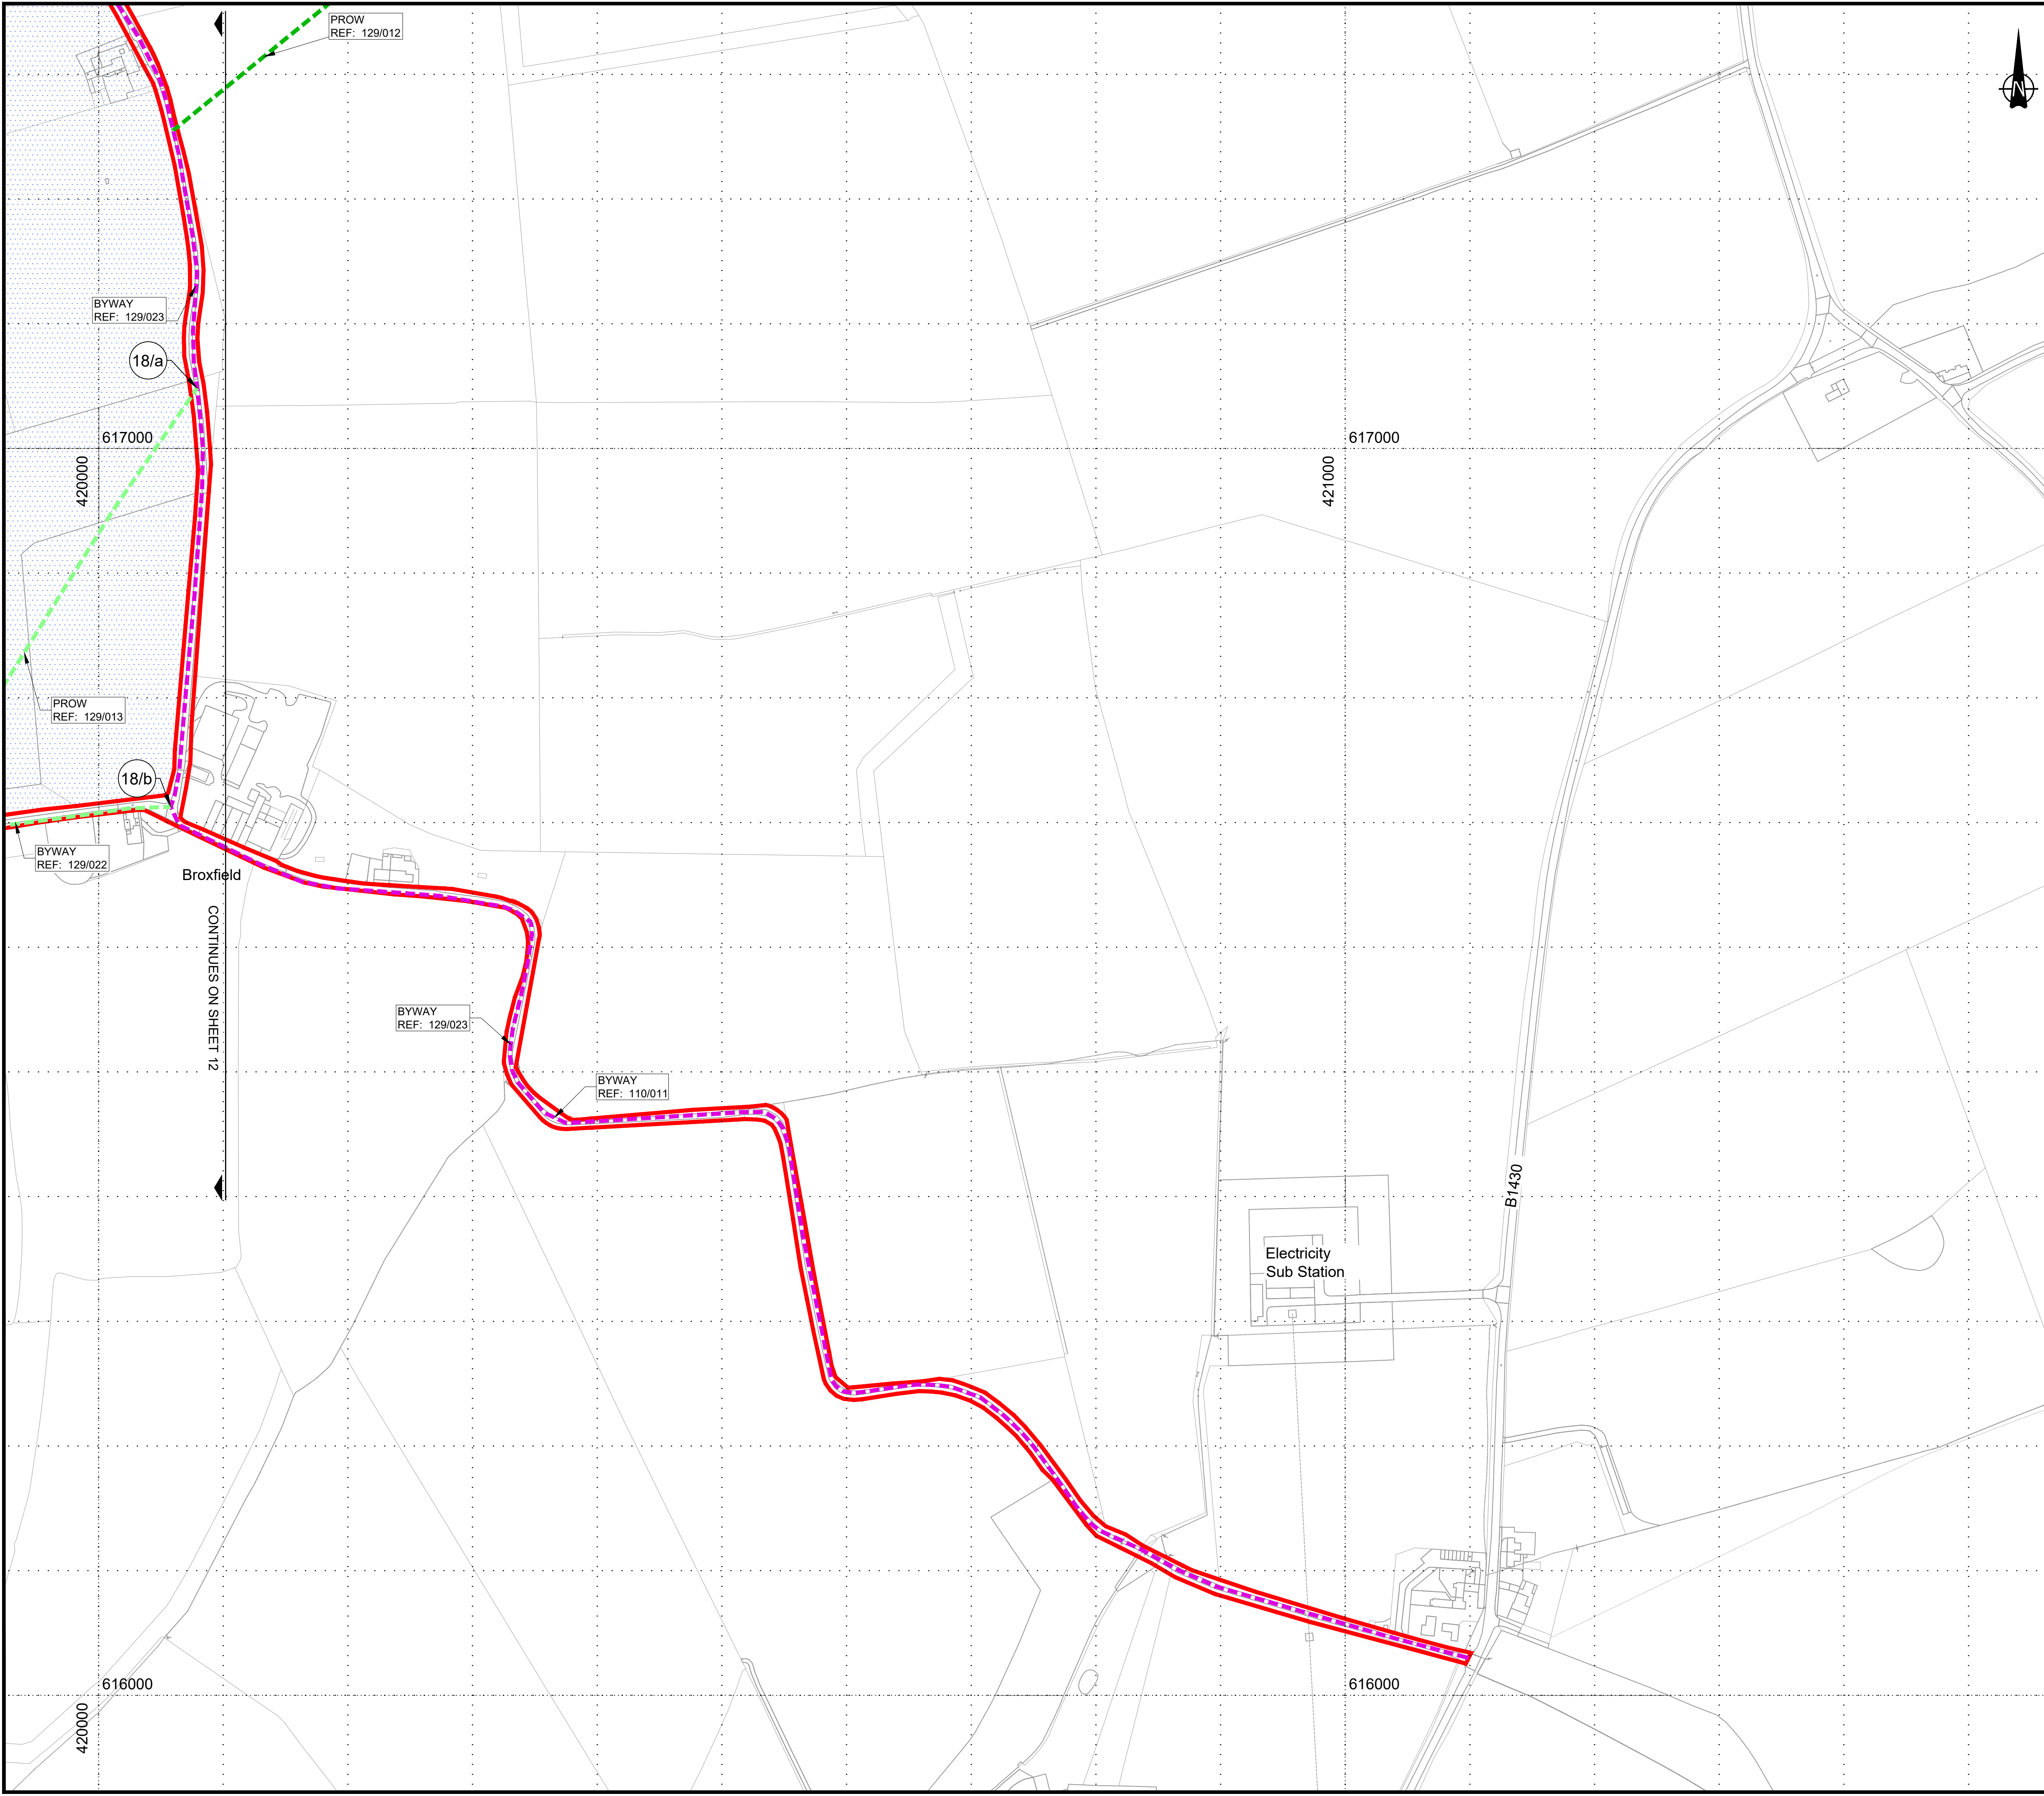 PROW
REF: 129/012
N
BYWAY
REF: 129/023
18/a
617000
617000
420000
421000
PROW
REF: 129/013
18/b
BYWAY
REF: 129/022
Broxfield
CONTINUES ON SHEET 12
BYWAY
REF: 129/023
BYWAY
REF: 110/011
B1430
Electricity
Sub Station
616000
616000
420000